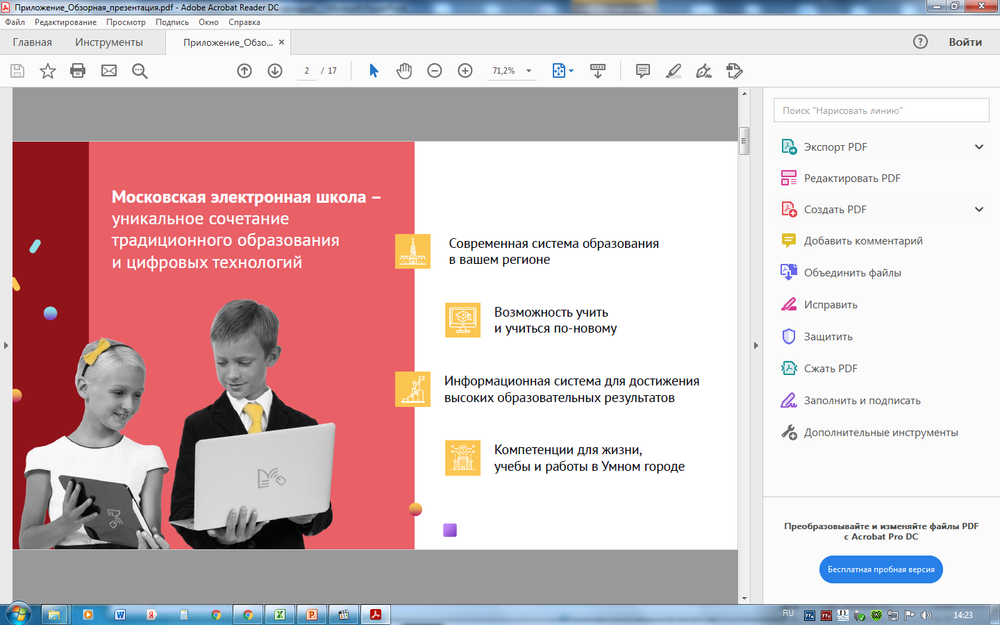 Приложение_Обзорная_презентация.pdf - Adobe Acrobat Reader DC
Файл Редактирование Просмотр Подпись Окно Справка
Главная Инструменты Приложение_Обзо... × Войти
2 / 17 71,2%
Поиск "Нарисовать линию"
Экспорт PDF
Редактировать PDF
Создать PDF
Добавить комментарий
Объединить файлы
Исправить
Защитить
Сжать PDF
Заполнить и подписать
Дополнительные инструменты
Преобразовывайте и изменяйте файлы PDF
с Acrobat Pro DC
Бесплатная пробная версия
Московская электронная школа –
уникальное сочетание
традиционного образования
и цифровых технологий
Современная система образования
в вашем регионе
Возможность учить
и учиться по-новому
Информационная система для достижения
высоких образовательных результатов
Компетенции для жизни,
учебы и работы в Умном городе
RU 14:23